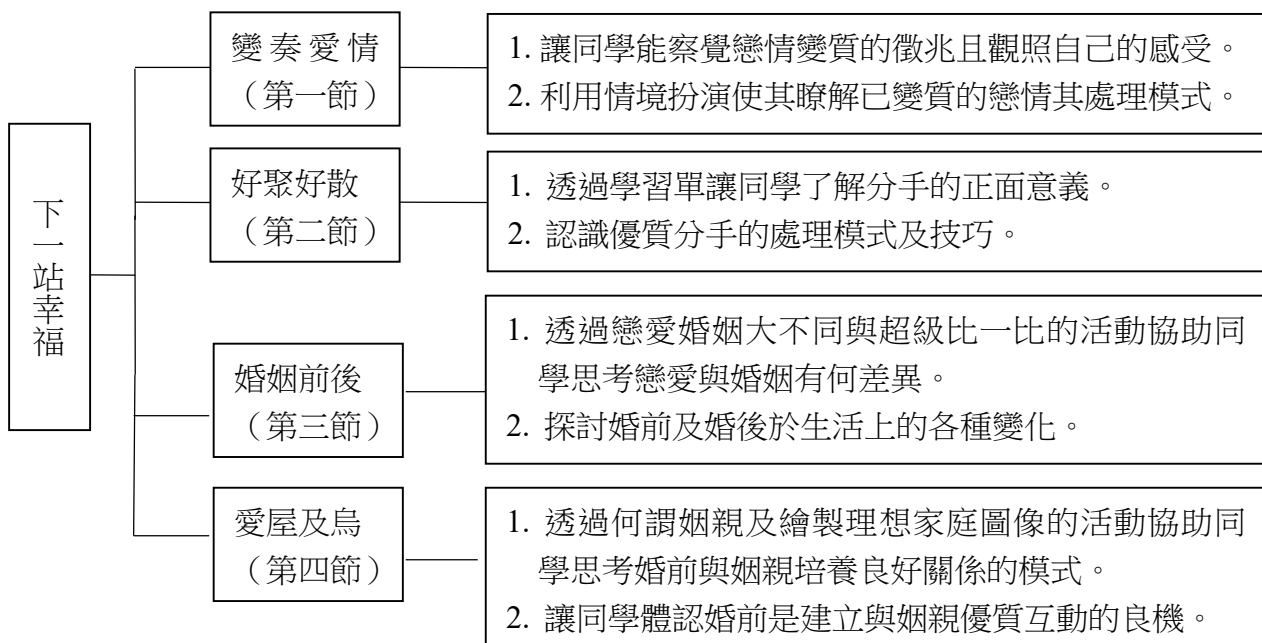 下一站幸福
變奏愛情
（第一節）
1. 讓同學能察覺戀情變質的徵兆且觀照自己的感受。
2. 利用情境扮演使其瞭解已變質的戀情其處理模式。
好聚好散
（第二節）
1. 透過學習單讓同學了解分手的正面意義。
2. 認識優質分手的處理模式及技巧。
婚姻前後
（第三節）
1. 透過戀愛婚姻大不同與超級比一比的活動協助同
學思考戀愛與婚姻有何差異。
2. 探討婚前及婚後於生活上的各種變化。
愛屋及烏
（第四節）
1. 透過何謂姻親及繪製理想家庭圖像的活動協助同
學思考婚前與姻親培養良好關係的模式。
2. 讓同學體認婚前是建立與姻親優質互動的良機。